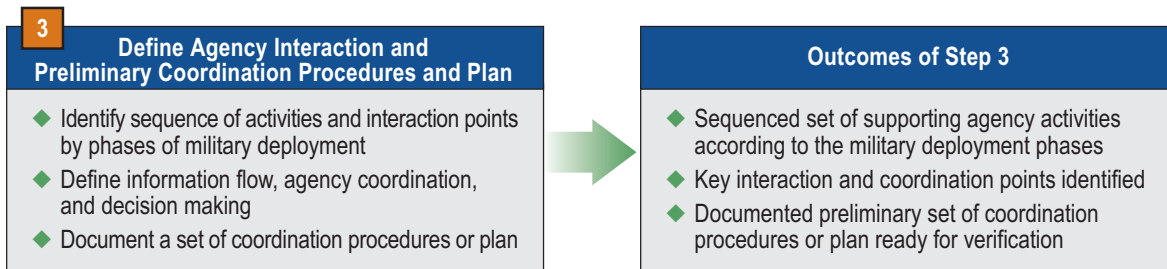 3
Define Agency Interaction and
Preliminary Coordination Procedures and Plan
◆ Identify sequence of activities and interaction points
by phases of military deployment
◆ Define information flow, agency coordination,
and decision making
◆ Document a set of coordination procedures or plan
Outcomes of Step 3
◆ Sequenced set of supporting agency activities
according to the military deployment phases
◆ Key interaction and coordination points identified
◆ Documented preliminary set of coordination
procedures or plan ready for verification